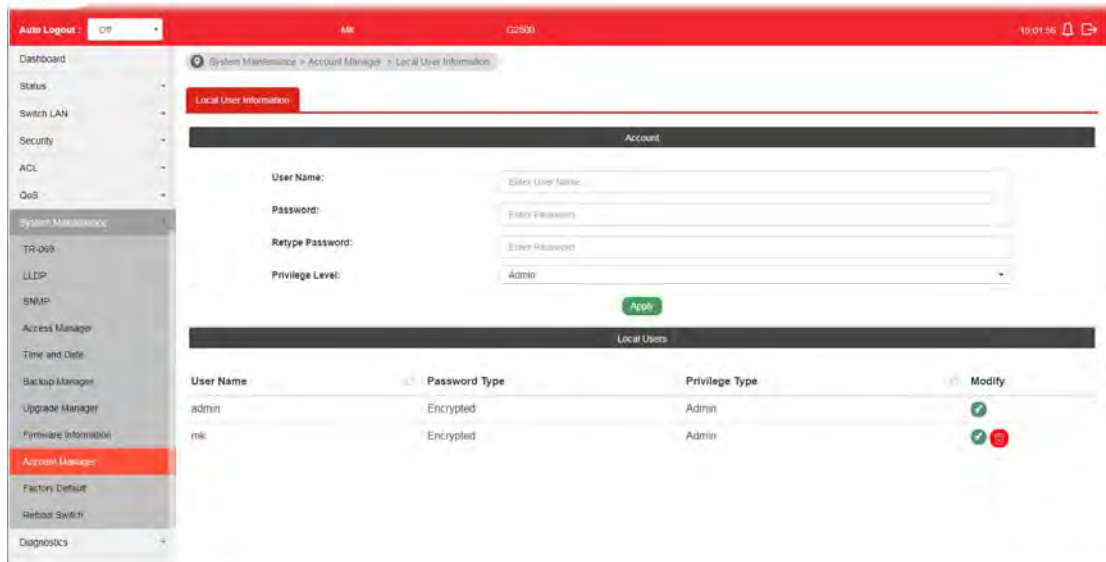 Auto Logout : Off Mk G2500 15:01:56
Dashboard
System Maintenance > Account Manager > Local User Information
Status
Local User Information
Switch LAN
Security
Account
ACL
User Name: Enter User Name
QoS
Password: Enter Password
System Maintenance
Retype Password: Enter Password
TR-069
Privilege Level: Admin
LLDP
SNMP
Apply
Access Manager
Local Users
Time and Date
Backup Manager
User Name Password Type Privilege Type Modify
Upgrade Manager
admin Encrypted Admin
Firmware Information
mk Encrypted Admin
Account Manager
Factory Default
Reboot Switch
Diagnostics